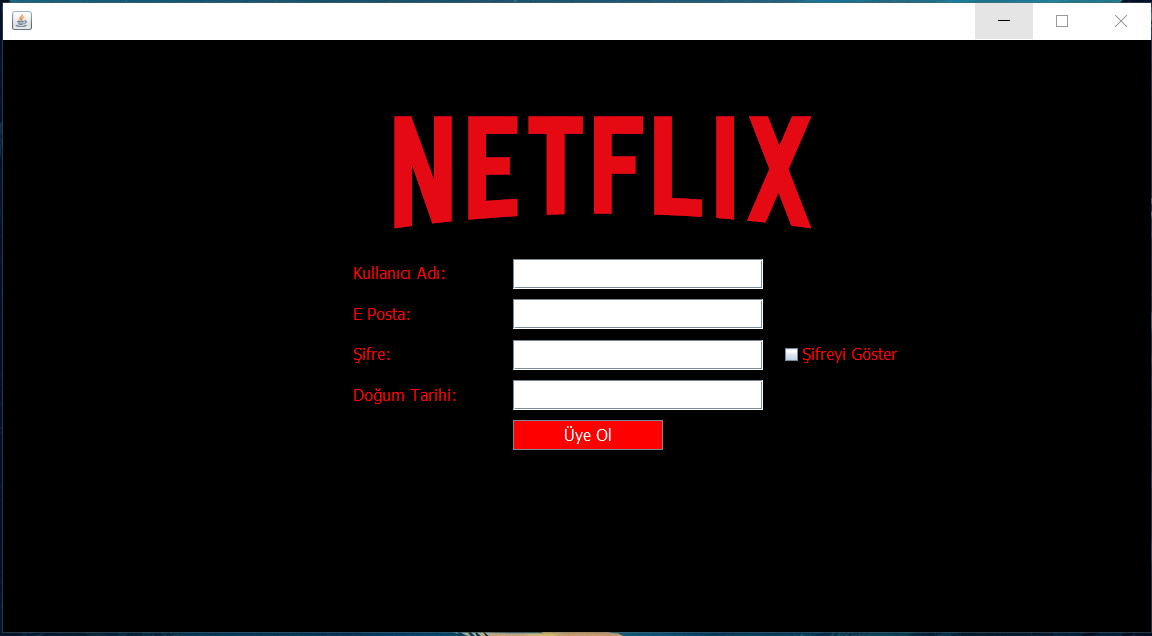 NETFLIX
Kullanıcı Adı:
E Posta:
Şifre:
Şifreyi Göster
Doğum Tarihi:
Üye Ol